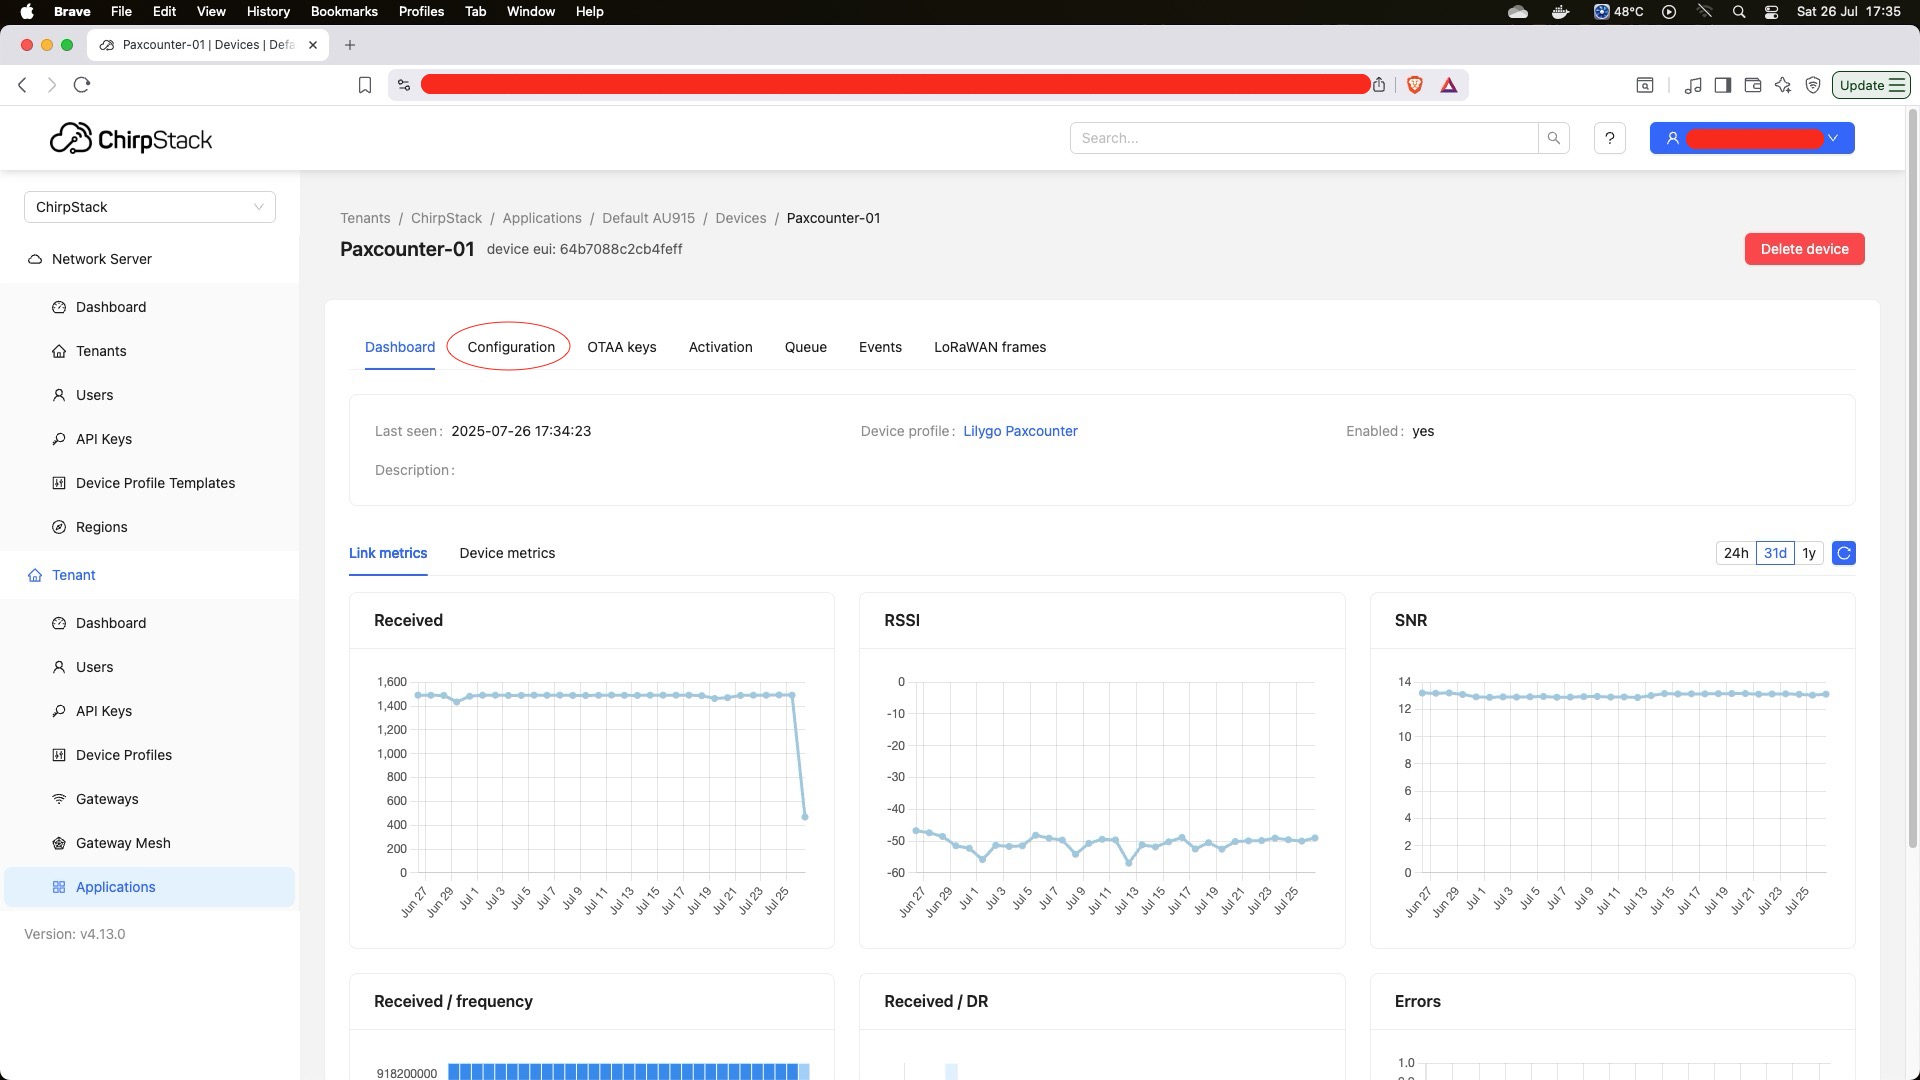 Brave File Edit View History Bookmarks Profiles Tab Window Help 48°C Sat 26 Jul 17:35
Paxcounter-01 | Devices | Defa
Update
ChirpStack Search... ?
ChirpStack
Network Server
Dashboard
Tenants
Users
API Keys
Device Profile Templates
Regions
Tenant
Dashboard
Users
API Keys
Device Profiles
Gateways
Gateway Mesh
Applications
Version: v4.13.0
Tenants / ChirpStack / Applications / Default AU915 / Devices / Paxcounter-01
Paxcounter-01 device eui: 64b7088c2cb4feff Delete device
Dashboard Configuration OTAA keys Activation Queue Events LoRaWAN frames
Last seen: 2025-07-26 17:34:23 Device profile: Lilygo Paxcounter Enabled: yes
Description:
Link metrics Device metrics 24h 31d 1y
Received
1,600
1,400
1,200
1,000
800
600
400
200
0
Jun 27 Jun 29 Jul 1 Jul 3 Jul 5 Jul 7 Jul 9 Jul 11 Jul 13 Jul 15 Jul 17 Jul 19 Jul 21 Jul 23 Jul 25
RSSI
0
-10
-20
-30
-40
-50
-60
Jun 27 Jun 29 Jul 1 Jul 3 Jul 5 Jul 7 Jul 9 Jul 11 Jul 13 Jul 15 Jul 17 Jul 19 Jul 21 Jul 23 Jul 25
SNR
14
12
10
8
6
4
2
0
Jun 27 Jun 29 Jul 1 Jul 3 Jul 5 Jul 7 Jul 9 Jul 11 Jul 13 Jul 15 Jul 17 Jul 19 Jul 21 Jul 23 Jul 25
Received / frequency
918200000
Received / DR
Errors
1.0